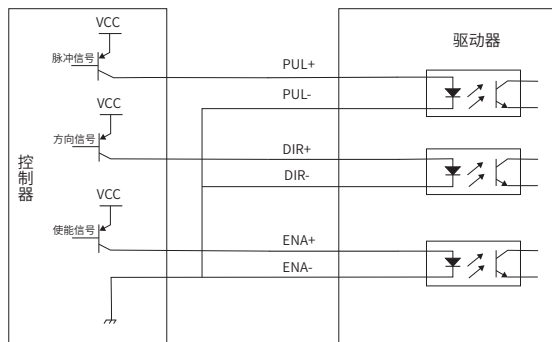 VCC
驱动器
脉冲信号
PUL+
PUL-
VCC
方向信号
DIR+
DIR-
控制器
VCC
使能信号
ENA+
ENA-